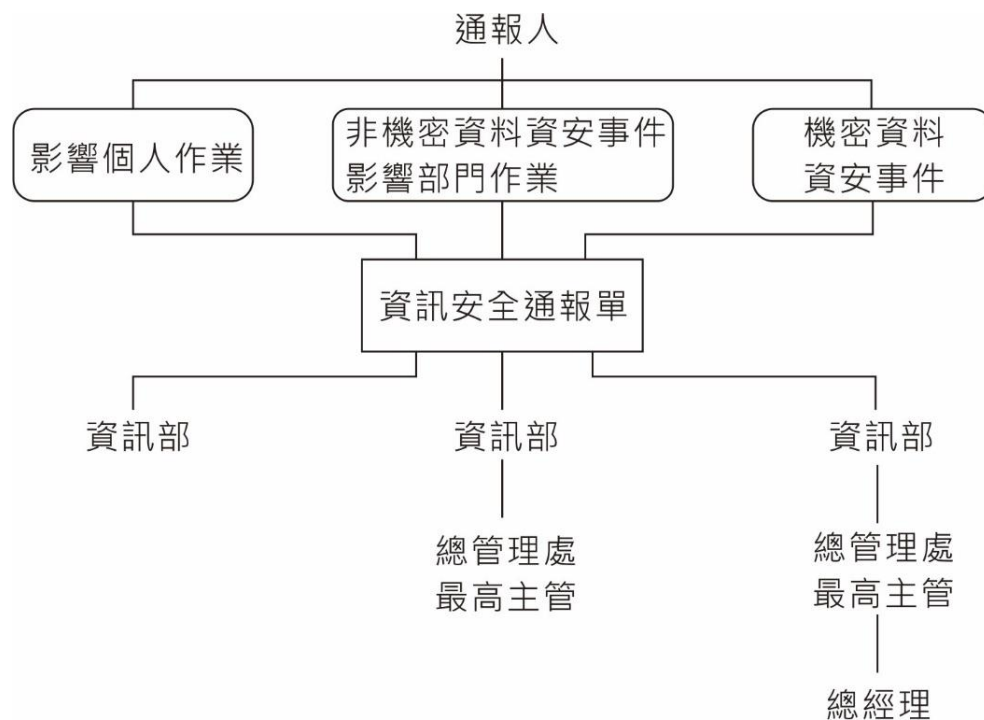 通報人
影響個人作業
非機密資料資安事件
影響部門作業
機密資料
資安事件
資訊安全通報單
資訊部
資訊部
資訊部
總管理處
最高主管
總管理處
最高主管
總經理